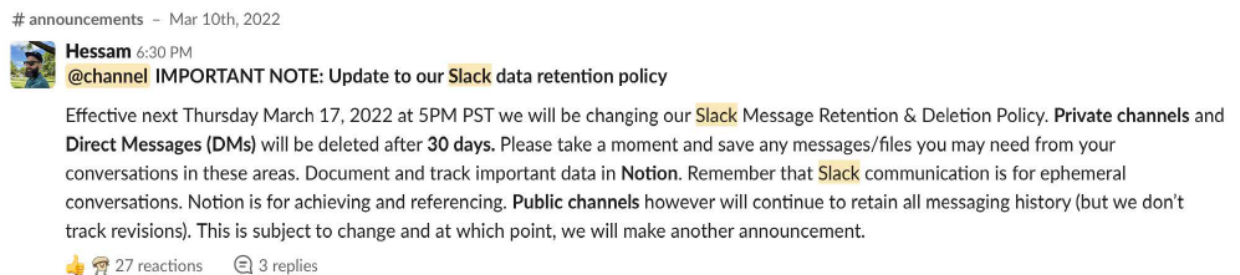 # announcements – Mar 10th, 2022
Hessam 6:30 PM
@channel IMPORTANT NOTE: Update to our Slack data retention policy
Effective next Thursday March 17, 2022 at 5PM PST we will be changing our Slack Message Retention & Deletion Policy. Private channels and
Direct Messages (DMs) will be deleted after 30 days. Please take a moment and save any messages/files you may need from your
conversations in these areas. Document and track important data in Notion. Remember that Slack communication is for ephemeral
conversations. Notion is for achieving and referencing. Public channels however will continue to retain all messaging history (but we don't
track revisions). This is subject to change and at which point, we will make another announcement.
27 reactions 3 replies